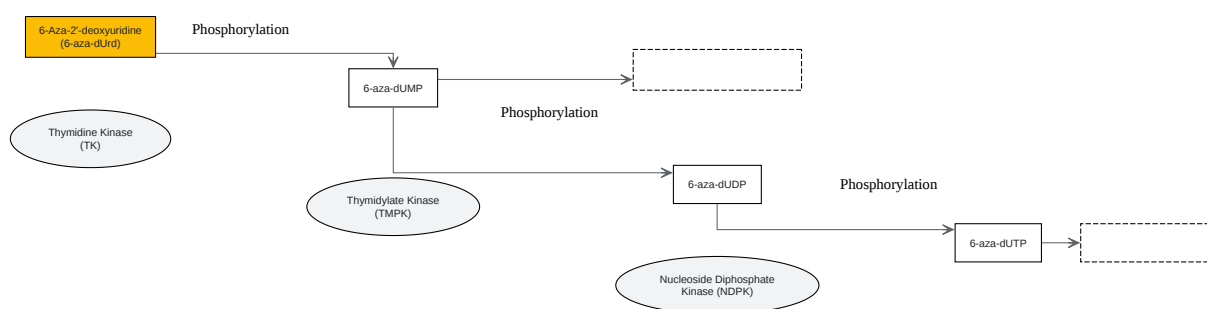 6-Aza-2'-deoxyuridine
(6-aza-dUrd)
Phosphorylation
6-aza-dUMP
Phosphorylation
Thymidine Kinase
(TK)
6-aza-dUDP
Phosphorylation
Thymidylate Kinase
(TMPK)
6-aza-dUTP
Nucleoside Diphosphate
Kinase (NDPK)